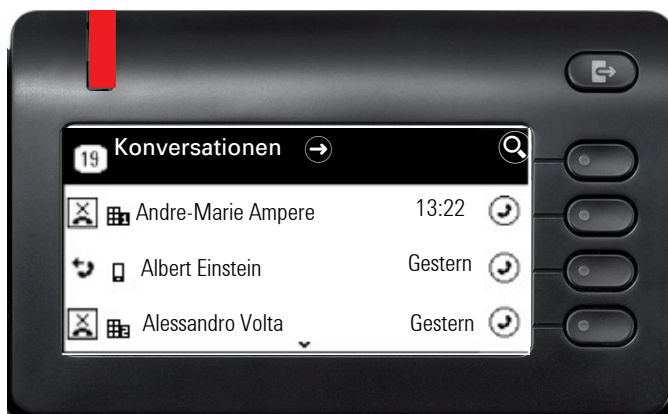 19 Konversationen
Andre-Marie Ampere 13:22
Albert Einstein Gestern
Alessandro Volta Gestern